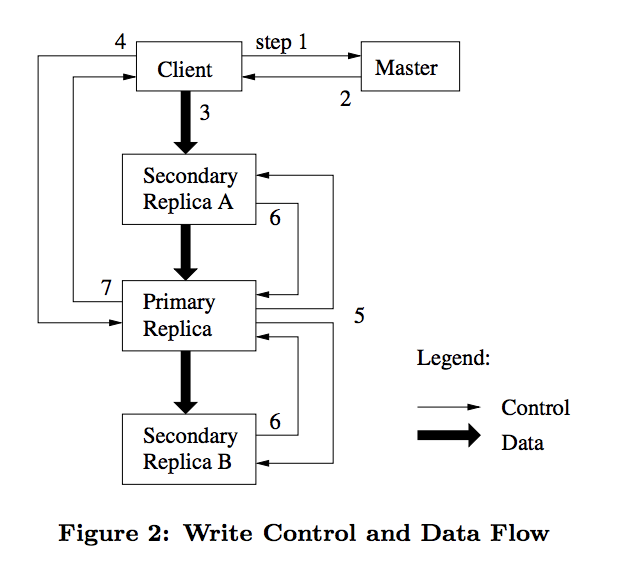 4
step 1
Client
Master
2
3
Secondary
Replica A
6
7
Primary
Replica
5
Legend:
Control
6
Secondary
Replica B
Data
Figure 2: Write Control and Data Flow